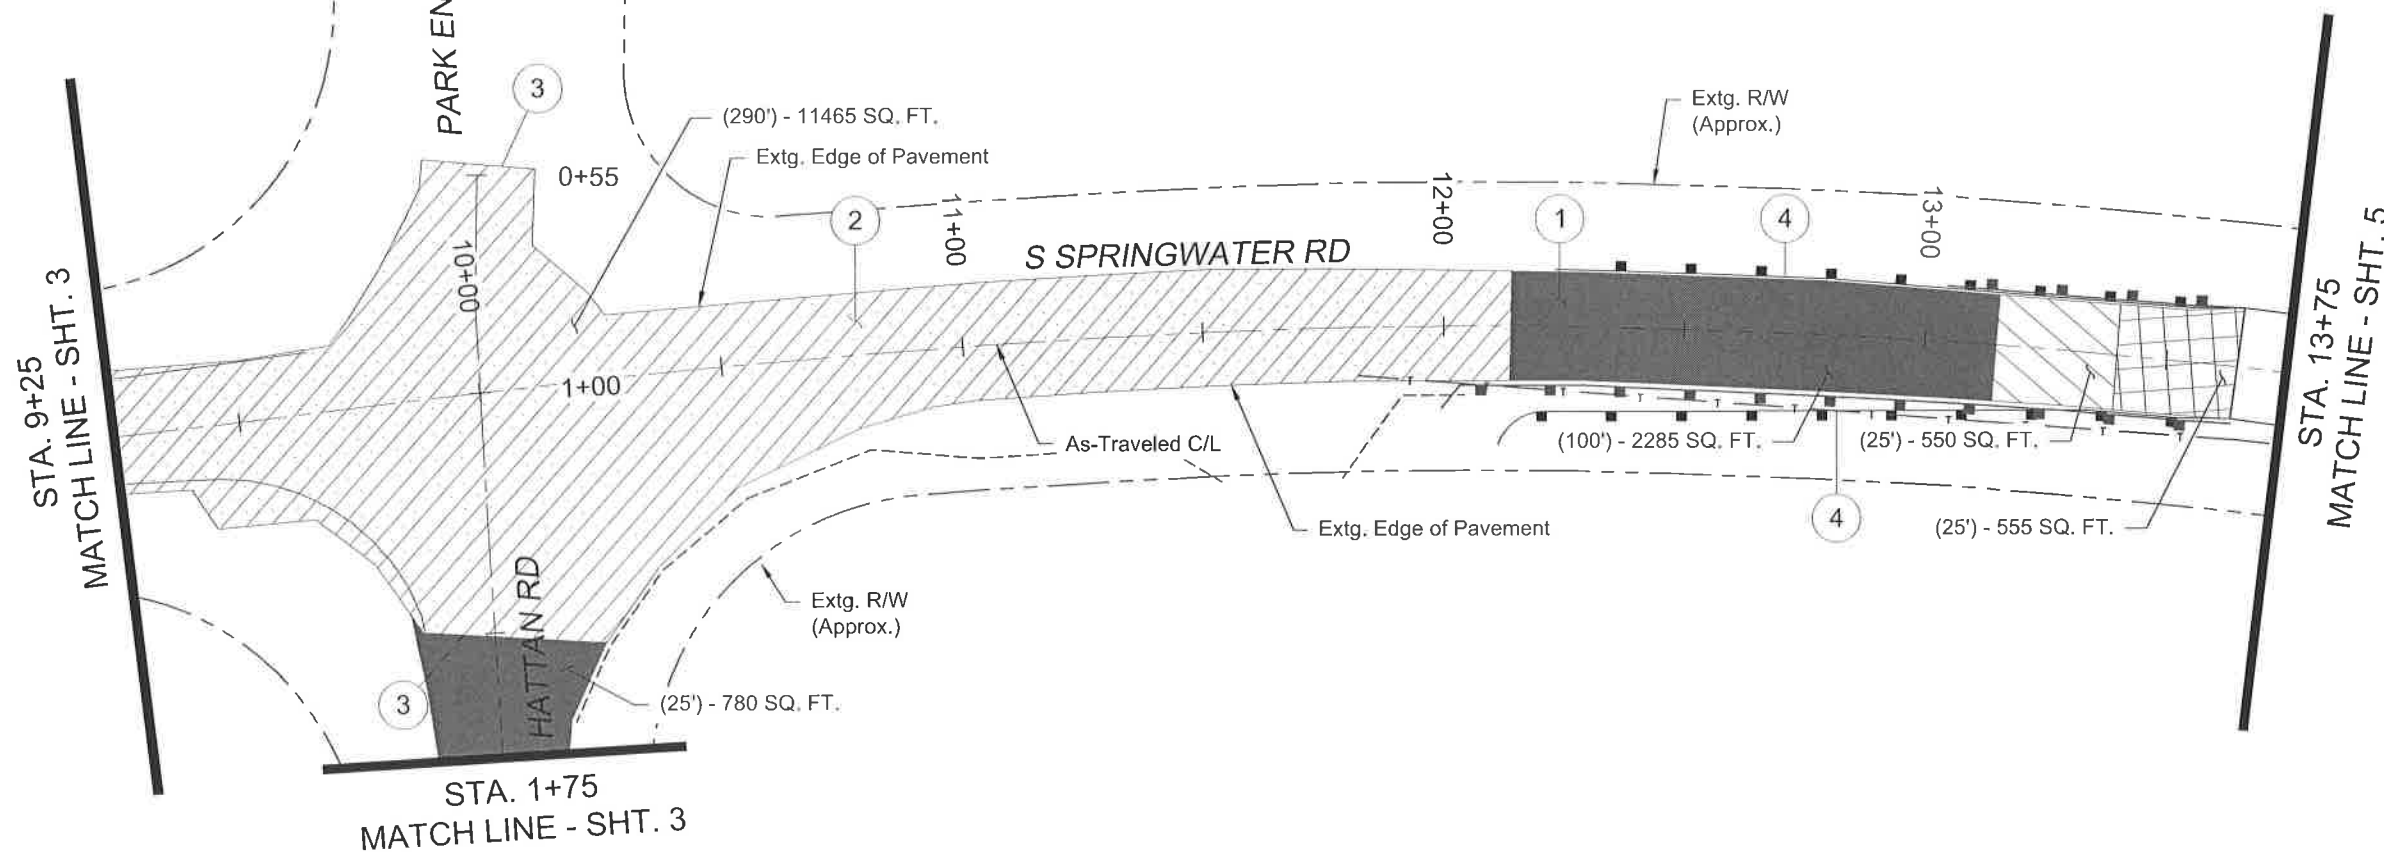 PARK EN
3
(290') - 11465 SQ. FT.
Extg. Edge of Pavement
0+55
2
11+00
S SPRINGWATER RD
12+00
1
4
13+00
Extg. R/W
(Approx.)
10+00
1+00
STA. 9+25
MATCH LINE - SHT. 3
As-Traveled C/L
(100') - 2285 SQ. FT.
(25') - 550 SQ. FT.
4
(25') - 555 SQ. FT.
Extg. Edge of Pavement
STA. 13+75
MATCH LINE - SHT. 5
Extg. R/W
(Approx.)
HATTAN RD
3
(25') - 780 SQ. FT.
STA. 1+75
MATCH LINE - SHT. 3
T
T
T
T
T
T
T
T
T
T